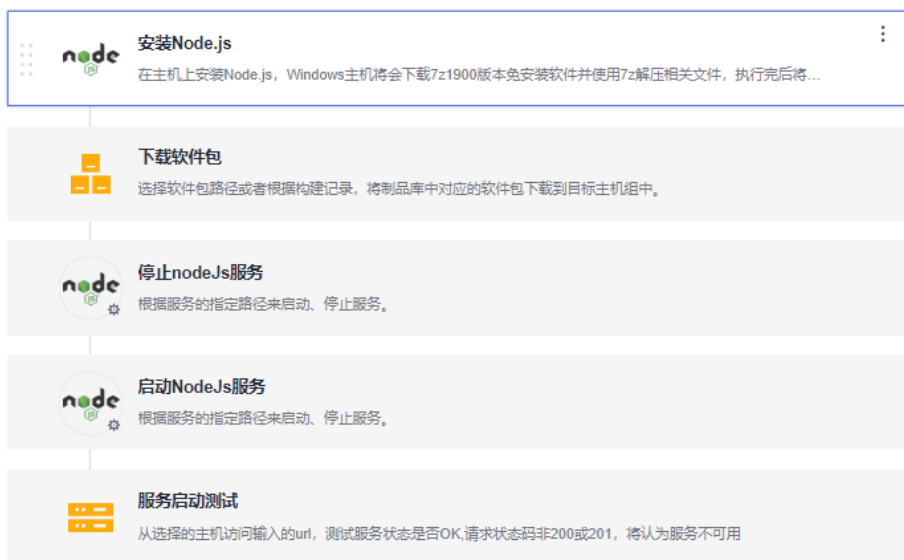 node
安装Node.js
在主机上安装Node.js，Windows主机将会下载7z1900版本免安装软件并使用7z解压相关文件，执行完后将...
下载软件包
选择软件包路径或者根据构建记录，将制品库中对应的软件包下载到目标主机组中。
node
停止nodeJs服务
根据服务的指定路径来启动、停止服务。
node
启动NodeJs服务
根据服务的指定路径来启动、停止服务。
服务启动测试
从选择的主机访问输入的url，测试服务状态是否OK,请求状态码非200或201，将认为服务不可用